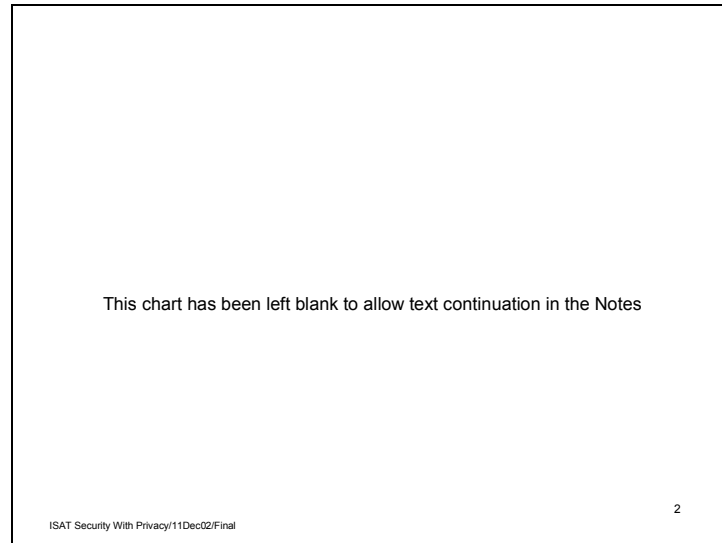 This chart has been left blank to allow text continuation in the Notes
2
ISAT Security With Privacy/11Dec02/Final